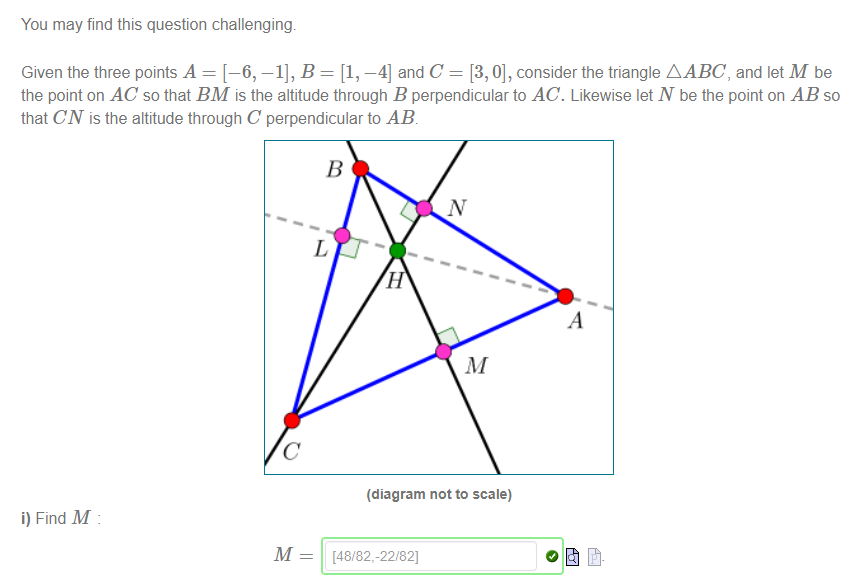 You may find this question challenging.
Given the three points A = [−6, −1], B = [1, −4] and C = [3, 0], consider the triangle △ABC, and let M be
the point on AC so that BM is the altitude through B perpendicular to AC. Likewise let N be the point on AB so
that CN is the altitude through C perpendicular to AB.
B
N
L
H
A
M
C
(diagram not to scale)
i) Find M :
M = [48/82,-22/82] .